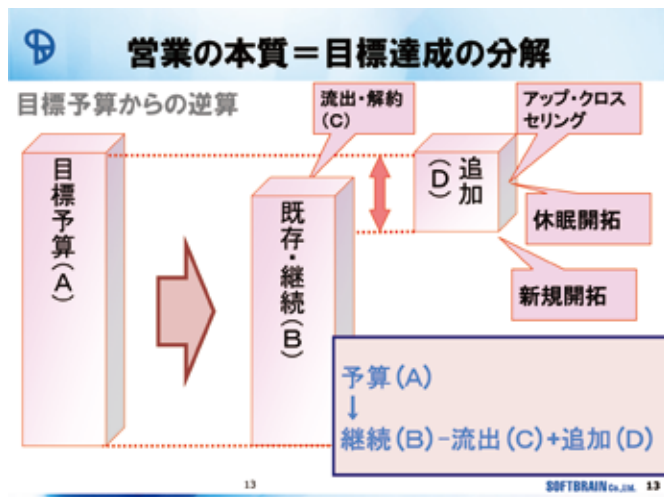 営業の本質＝目標達成の分解
目標予算からの逆算
流出・解約
（C）
アップ・クロス
セリング
目標予算（A）
既存・継続（B）
追加
（D）
休眠開拓
新規開拓
予算（A）
↓
継続（B）-流出（C）+追加（D）
13
SOFTBRAIN Co.,Ltd. 13